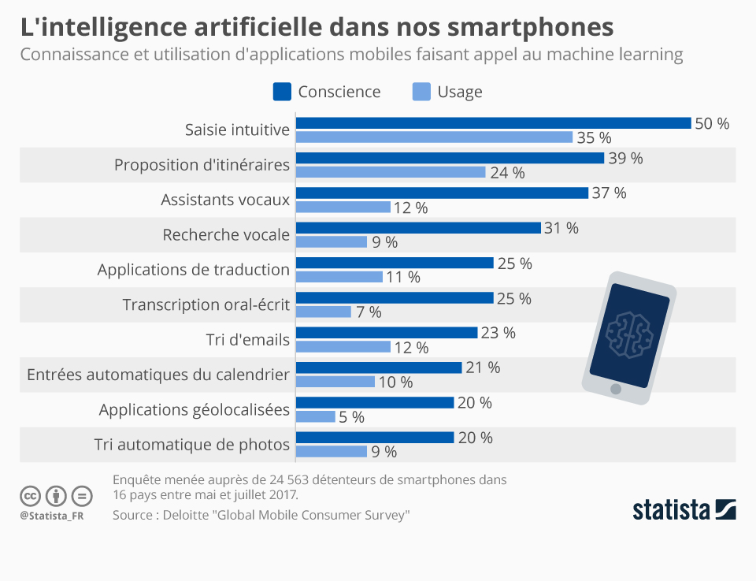 L'intelligence artificielle dans nos smartphones
Connaissance et utilisation d'applications mobiles faisant appel au machine learning
Conscience Usage
Saisie intuitive 50 %
35 %
Proposition d'itinéraires 39 %
24 %
Assistants vocaux 37 %
12 %
Recherche vocale 31 %
9 %
Applications de traduction 25 %
11 %
Transcription oral-écrit 25 %
7 %
Tri d'emails 23 %
12 %
Entrées automatiques du calendrier 21 %
10 %
Applications géolocalisées 20 %
5 %
Tri automatique de photos 20 %
9 %
Enquête menée auprès de 24 563 détenteurs de smartphones dans
16 pays entre mai et juillet 2017.
Source : Deloitte "Global Mobile Consumer Survey"
cc
@Statista_FR
statista